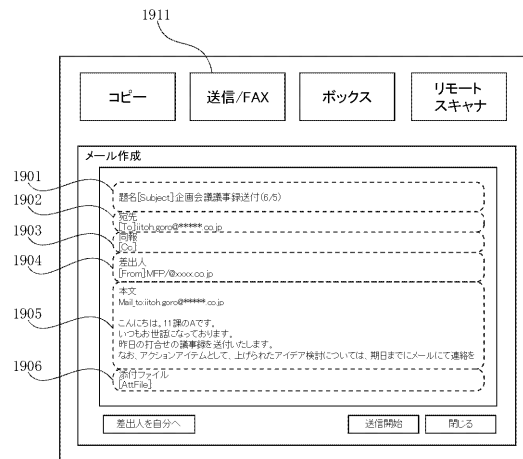 1911
コピー
送信/FAX
ボックス
リモート
スキャナ
メール作成
1901
題名[Subject]企画会議議事録送付(6/5)
1902
宛先
[To]iitoh.goro@*****.co.jp
1903
同報
[Cc]
1904
差出人
[From]MFP/@xxxx.co.jp
本文
Mail_to:iitoh.goro@*****.co.jp
1905
こんにちは。11課のAです。
いつもお世話になっております。
昨日の打合せの議事録を送付いたします。
なお、アクションアイテムとして、上げられたアイデア検討については、期日までにメールにて連絡を
1906
添付ファイル
[AttFile]
差出人を自分へ
送信開始
閉じる